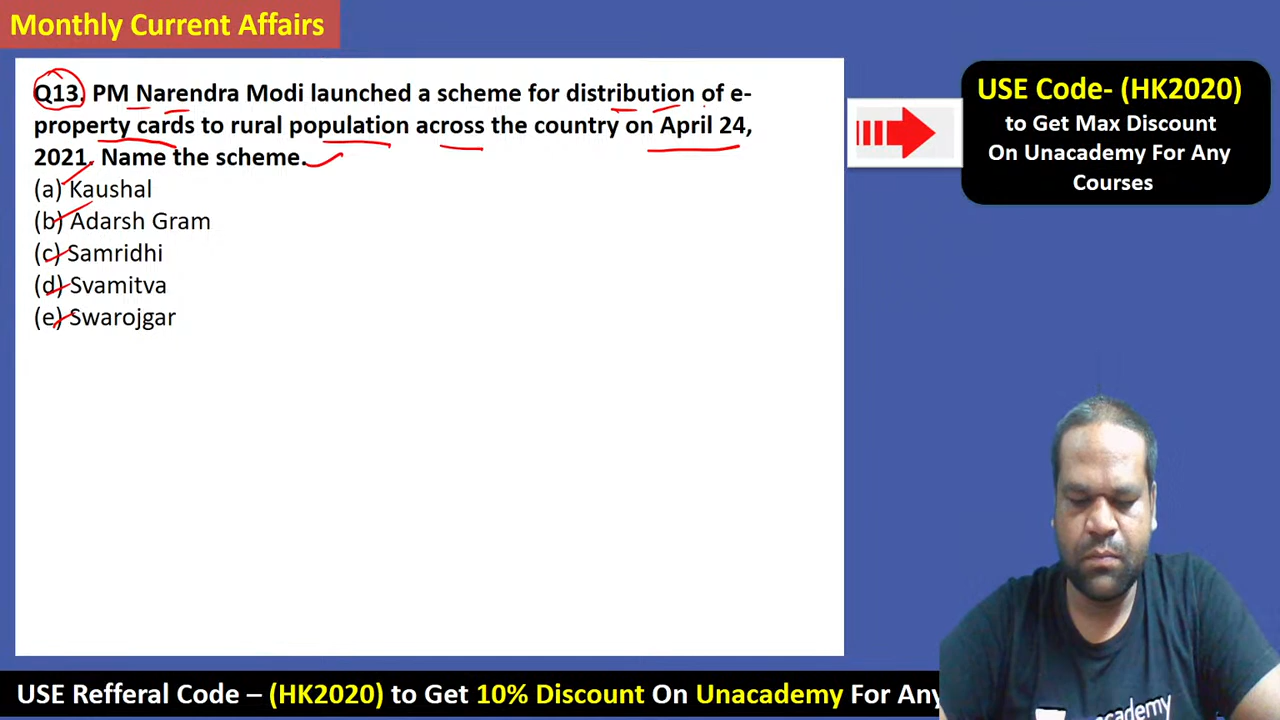 Monthly Current Affairs
Q13. PM Narendra Modi launched a scheme for distribution of e-
property cards to rural population across the country on April 24,
2021. Name the scheme.
(a) Kaushal
(b) Adarsh Gram
(c) Samridhi
(d) Svamitva
(e) Swarojgar
USE Code- (HK2020)
to Get Max Discount
On Unacademy For Any
Courses
USE Refferal Code – (HK2020) to Get 10% Discount On Unacademy For Any